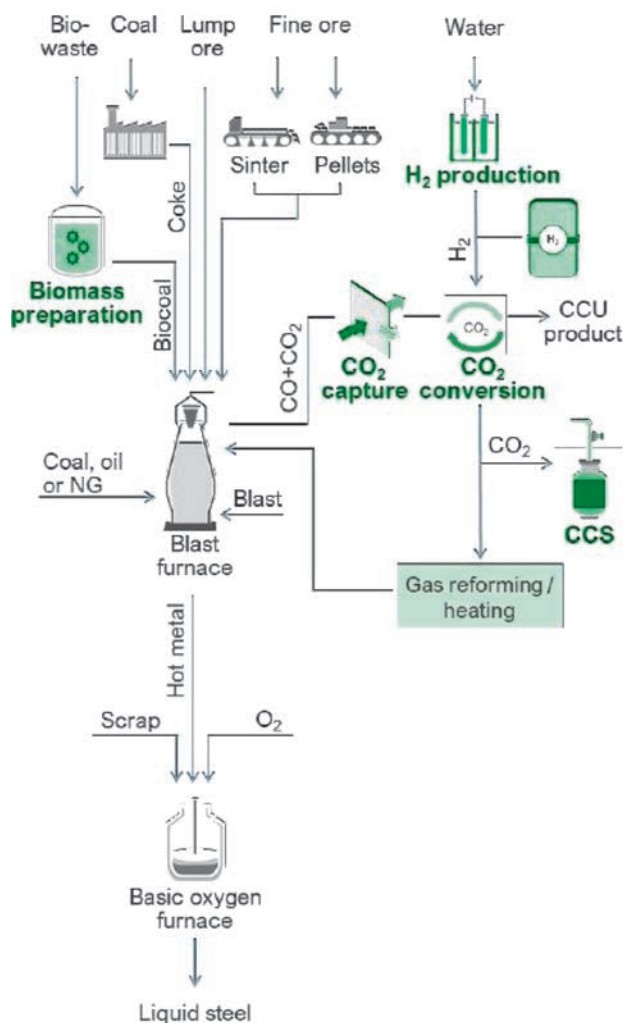 Bio-
waste
Coal
Lump
ore
Fine ore
Water
Sinter
Pellets
H₂ production
Coke
H₂
H₂
Biomass
preparation
Biocoal
CO+CO₂
CO₂
capture
CO₂
CO₂
conversion
CCU
product
Coal, oil
or NG
Blast
Blast
furnace
CO₂
CCS
Gas reforming /
heating
Hot metal
Scrap
O₂
Basic oxygen
furnace
Liquid steel